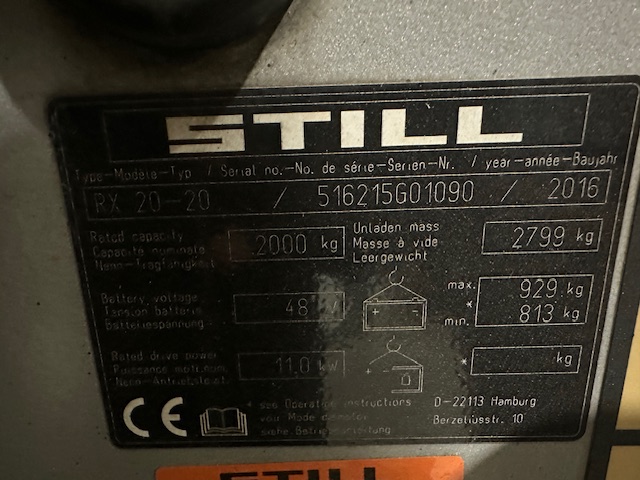 STILL
Type-Modèle-Typ / Serial no.-No. de série-Serien-Nr. / year-année-Baujahr
RX 20-20 / 516215G01090 / 2016
Rated capacity
Capacité nominale
Nenn-Tragfähigkeit
2000 kg
Unladen mass
Masse à vide
Leergewicht
2799 kg
Battery voltage
Tension batterie
Batteriespannung
48 V
+ -
max. 929 kg
*
min. 813 kg
Rated drive power
Puissance motri.nom.
Nenn-Antriebsleist.
11.0 kW
+
* kg
CE
* see Operation instructions
voir Mode d'emploi
siehe Betriebsanleitung
D-22113 Hamburg
Berzeliusstr. 10
STILL